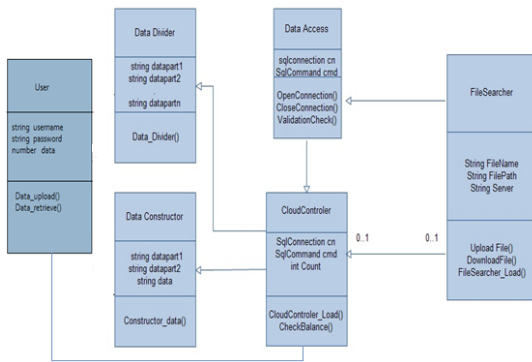 User
string username
string password
number data
Data_upload()
Data_retrieve()
Data Divider
string datapart1
string datapart2
string datapartn
Data_Divider()
Data Constructor
string datapart1
string datapart2
string data
Constructor_data()
Data Access
sqlconnection cn
SqlCommand cmd
OpenConnection()
CloseConnection()
ValidationCheck()
CloudControler
SqlConnection cn
SqlCommand cmd
int Count
CloudControler_Load()
CheckBalance()
0..1
0..1
FileSearcher
String FileName
String FilePath
String Server
Upload File()
DownloadFile()
FileSearcher_Load()